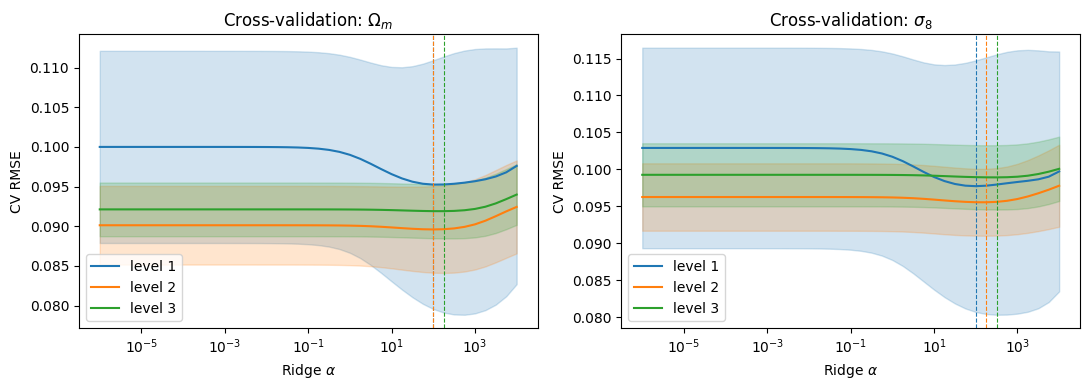 Cross-validation: Ωₘ
CV RMSE
0.110
0.105
0.100
0.095
0.090
0.085
0.080
level 1
level 2
level 3
10⁻⁵ 10⁻³ 10⁻¹ 10¹ 10³
Ridge α
Cross-validation: σ₈
CV RMSE
0.115
0.110
0.105
0.100
0.095
0.090
0.085
0.080
level 1
level 2
level 3
10⁻⁵ 10⁻³ 10⁻¹ 10¹ 10³
Ridge α